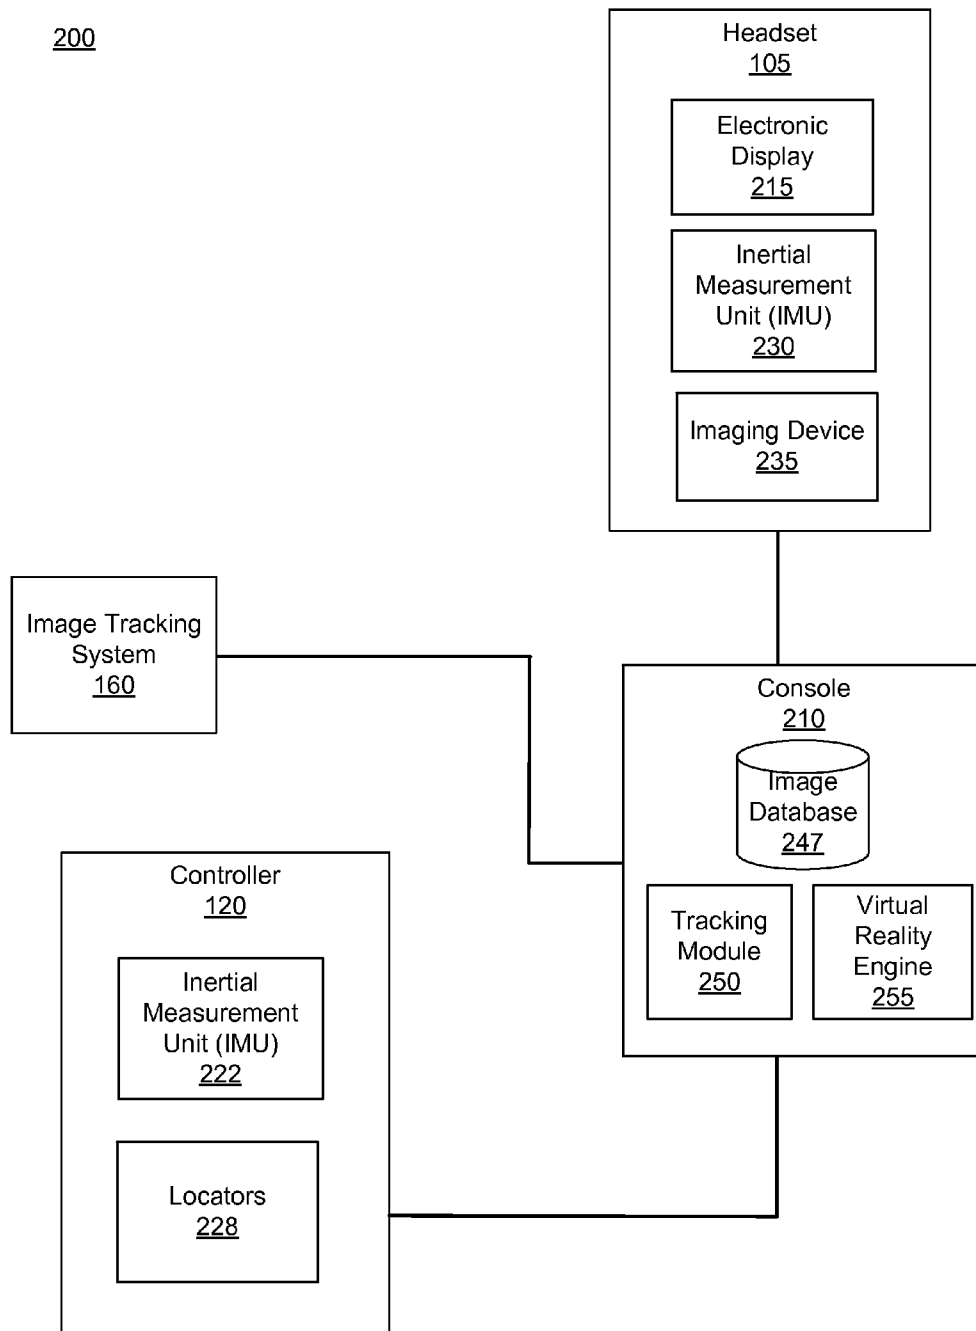 200
Headset
105
Electronic
Display
215
Inertial
Measurement
Unit (IMU)
230
Imaging Device
235
Image Tracking
System
160
Console
210
Image
Database
247
Tracking
Module
250
Virtual
Reality
Engine
255
Controller
120
Inertial
Measurement
Unit (IMU)
222
Locators
228